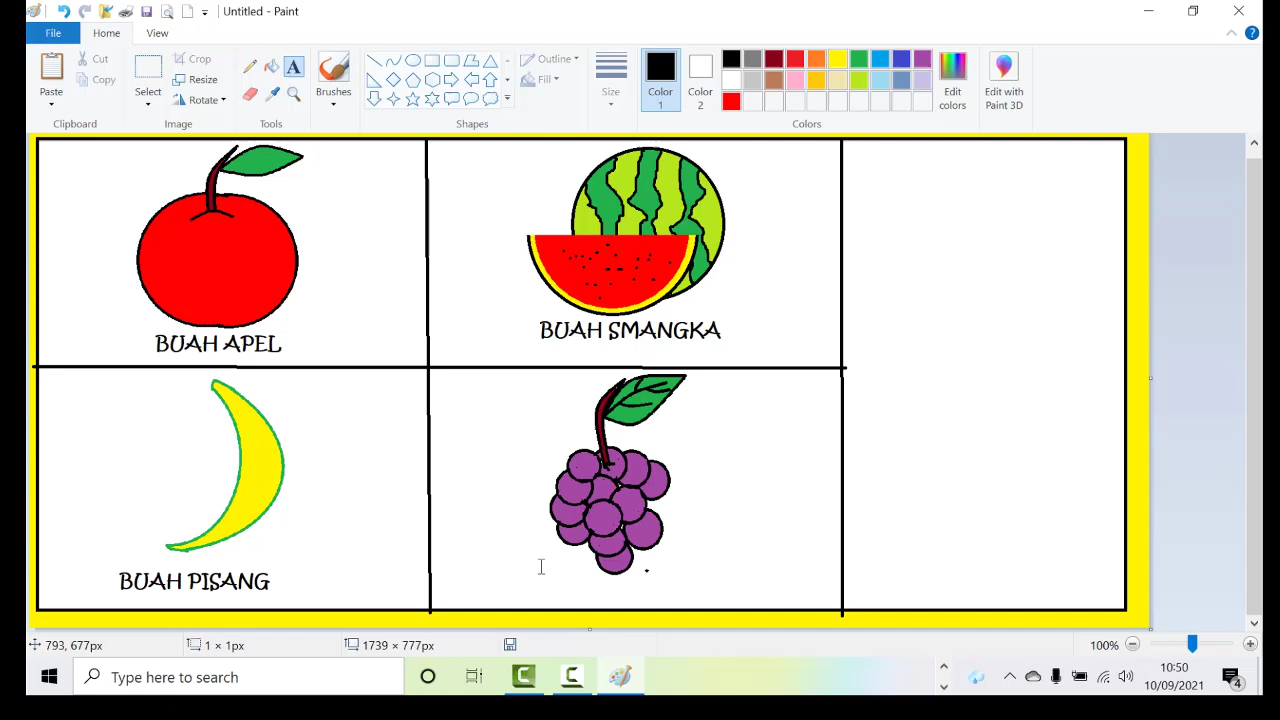 Untitled - Paint
File
Home
View
Paste
Cut
Copy
Clipboard
Select
Crop
Resize
Rotate
Image
A
Tools
Brushes
Shapes
Outline
Fill
Size
Color
1
Color
2
Colors
Edit
colors
Edit with
Paint 3D
BUAH APEL
BUAH SMANGKA
BUAH PISANG
793, 677px
1 × 1px
1739 × 777px
100%
Type here to search
10:50
10/09/2021
4